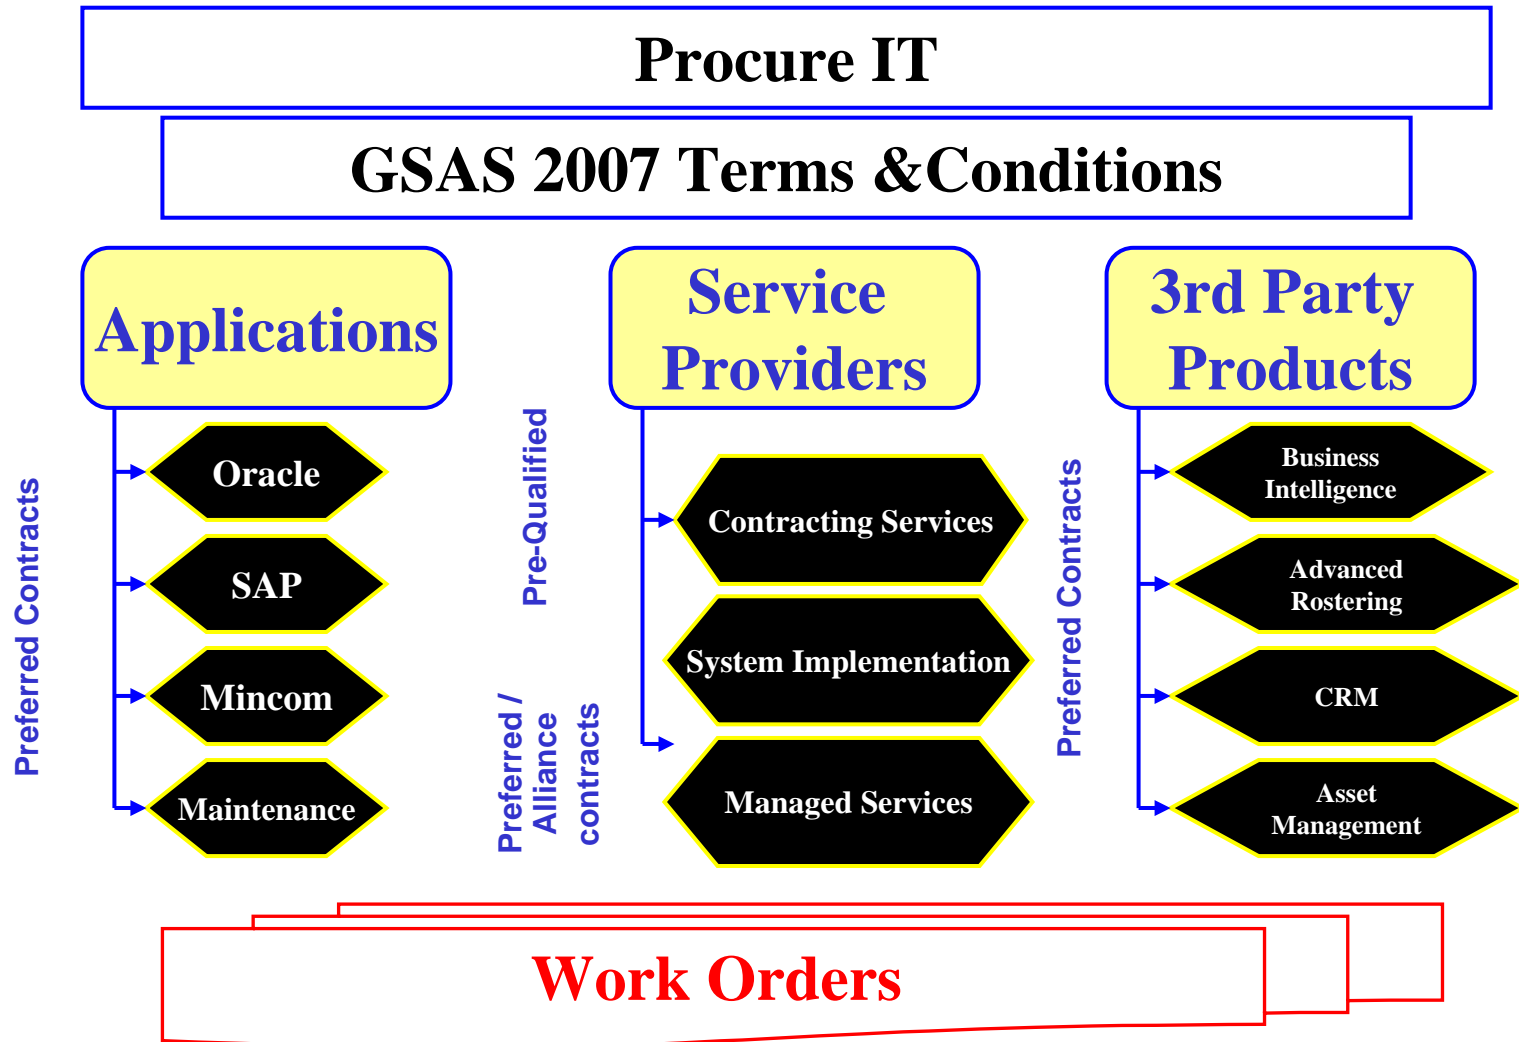 Procure IT
GSAS 2007 Terms &Conditions
Applications
Service
Providers
3rd Party
Products
Preferred Contracts
Oracle
SAP
Mincom
Maintenance
Pre-Qualified
Preferred /
Alliance
contracts
Contracting Services
System Implementation
Managed Services
Preferred Contracts
Business
Intelligence
Advanced
Rostering
CRM
Asset
Management
Work Orders